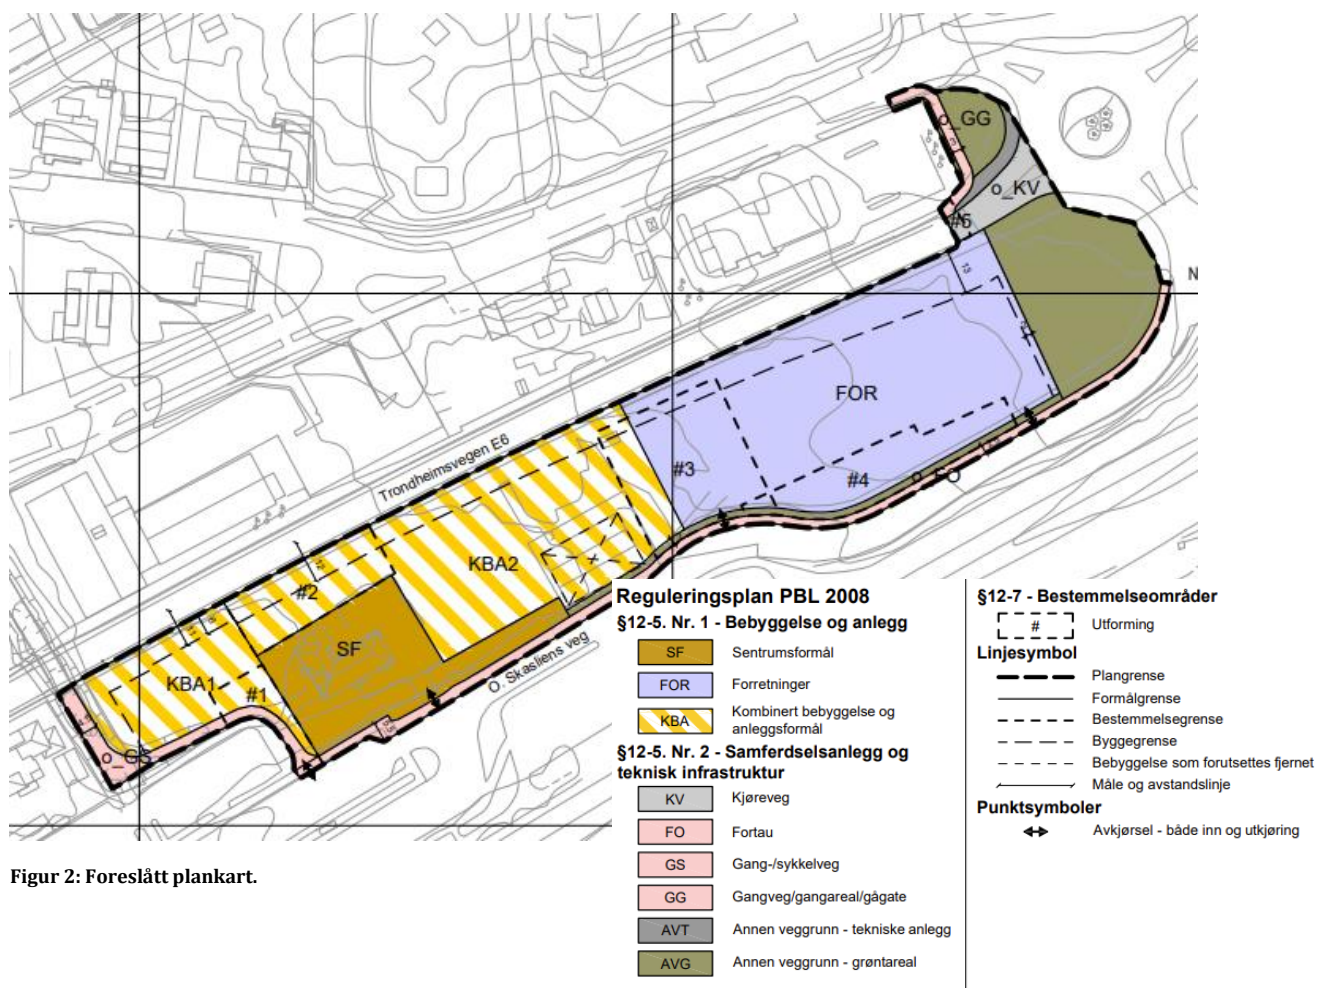 o_GG
o_KV
#5
N
13
FOR
Trondheimsvegen E6
#3
#4
o_FO
KBA2
12
#2
SF
KBA1
#1
11
O. Skasliens veg
o_GS
Reguleringsplan PBL 2008
§12-5. Nr. 1 - Bebyggelse og anlegg
SF Sentrumsformål
FOR Forretninger
KBA Kombinert bebyggelse og
anleggsformål
§12-5. Nr. 2 - Samferdselsanlegg og
teknisk infrastruktur
KV Kjøreveg
FO Fortau
GS Gang-/sykkelveg
GG Gangveg/gangareal/gågate
AVT Annen veggrunn - tekniske anlegg
AVG Annen veggrunn - grøntareal
§12-7 - Bestemmelseområder
# Utforming
Linjesymbol
Plangrense
Formålgrense
Bestemmelsegrense
Byggegrense
Bebyggelse som forutsettes fjernet
Måle og avstandslinje
Punktsymboler
Avkjørsel - både inn og utkjøring
Figur 2: Foreslått plankart.